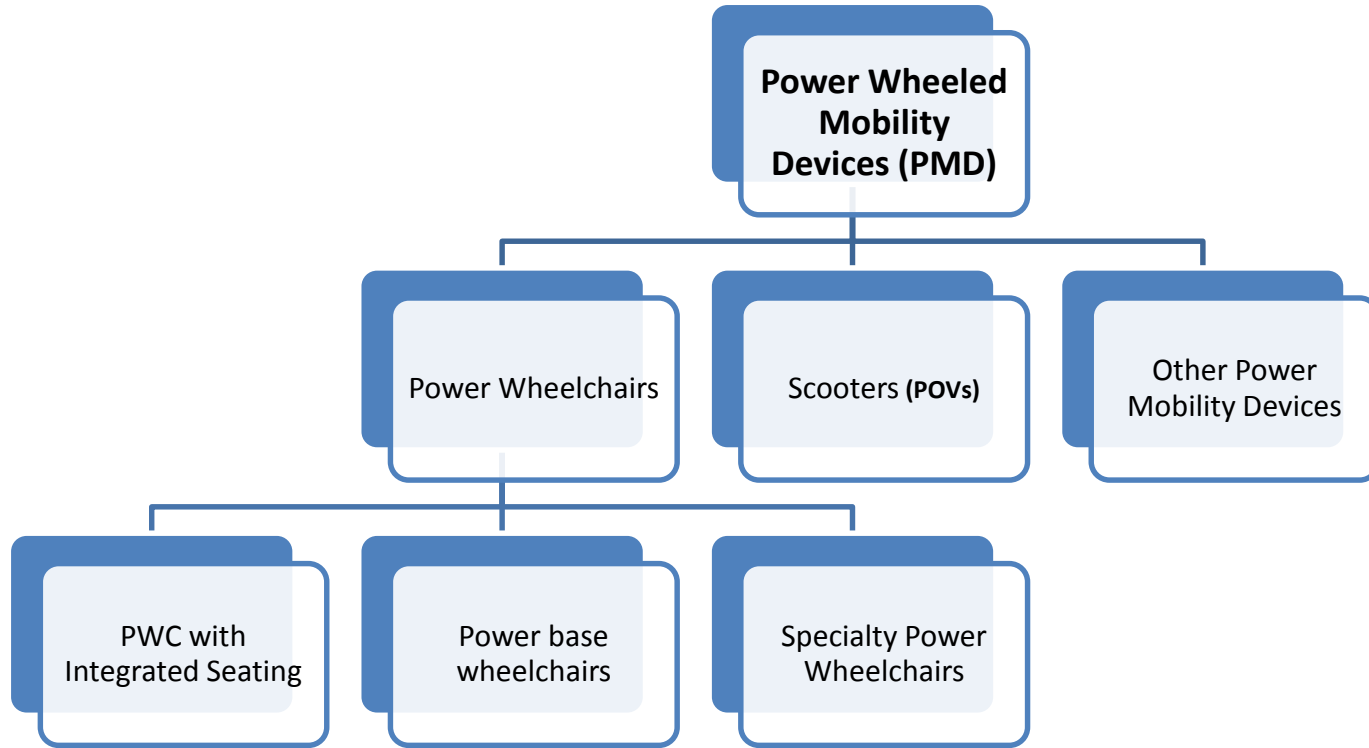 Power Wheeled
Mobility
Devices (PMD)
Power Wheelchairs
Scooters (POVs)
Other Power
Mobility Devices
PWC with
Integrated Seating
Power base
wheelchairs
Specialty Power
Wheelchairs